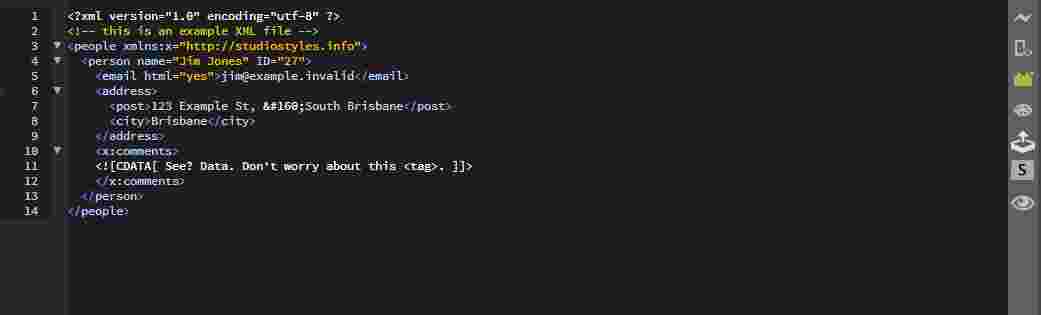 1 <?xml version="1.0" encoding="utf-8" ?>
2 <!-- this is an example XML file -->
3 <people xmlns:x="http://studiostyles.info">
4 <person name="Jim Jones" ID="27">
5 <email html="yes">jim@example.invalid</email>
6 <address>
7 <post>123 Example St, &#160;South Brisbane</post>
8 <city>Brisbane</city>
9 </address>
10 <x:comments>
11 <![CDATA[ See? Data. Don't worry about this <tag>. ]]>
12 </x:comments>
13 </person>
14 </people>
S